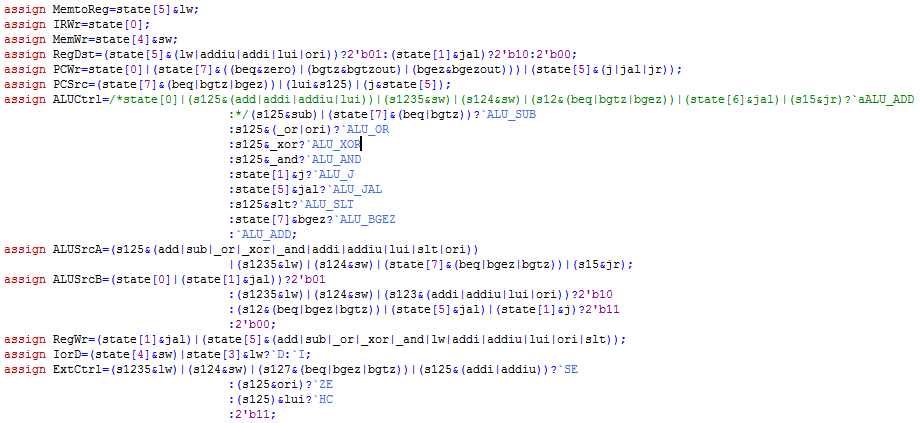 assign MemtoReg=state[5]&lw;
assign IRWr=state[0];
assign MemWr=state[4]&sw;
assign RegDst=(state[5]&(lw|addiu|addi|lui|ori))?2'b01:(state[1]&jal)?2'b10:2'b00;
assign PCWr=state[0]|(state[7]&((beq&zero)|(bgtz&bgtzout)|(bgez&bgezout)))|(state[5]&(j|jal|jr));
assign PCSrc=(state[7]&(beq|bgtz|bgez))|(lui&s125)|(j&state[5]);
assign ALUCtrl=/*state[0]|(s125&(add|addi|addiu|lui))|(s1235&sw)|(s124&sw)|(s12&(beq|bgtz|bgez))|(state[6]&jal)|(s15&jr)?`aALU_ADD
:*/(s125&sub)|(state[7]&(beq|bgtz))?`ALU_SUB
:s125&(_or|ori)?`ALU_OR
:s125&_xor?`ALU_XOR
:s125&_and?`ALU_AND
:state[1]&j?`ALU_J
:state[5]&jal?`ALU_JAL
:s125&slt?`ALU_SLT
:state[7]&bgez?`ALU_BGEZ
:`ALU_ADD;
assign ALUSrcA=(s125&(add|sub|_or|_xor|_and|addi|addiu|lui|slt|ori))
|(s1235&lw)|(s124&sw)|(state[7]&(beq|bgez|bgtz))|(s15&jr);
assign ALUSrcB=(state[0]|(state[1]&jal))?2'b01
:(s1235&lw)|(s124&sw)|(s123&(addi|addiu|lui|ori))?2'b10
:(s12&(beq|bgez|bgtz))|(state[5]&jal)|(state[1]&j)?2'b11
:2'b00;
assign RegWr=(state[1]&jal)|(state[5]&(add|sub|_or|_xor|_and|lw|addi|addiu|lui|ori|slt));
assign IorD=(state[4]&sw)|state[3]&lw?`D:`I;
assign ExtCtrl=(s1235&lw)|(s124&sw)|(s127&(beq|bgez|bgtz))|(s125&(addi|addiu))?`SE
:(s125&ori)?`ZE
:(s125)&lui?`HC
:2'b11;